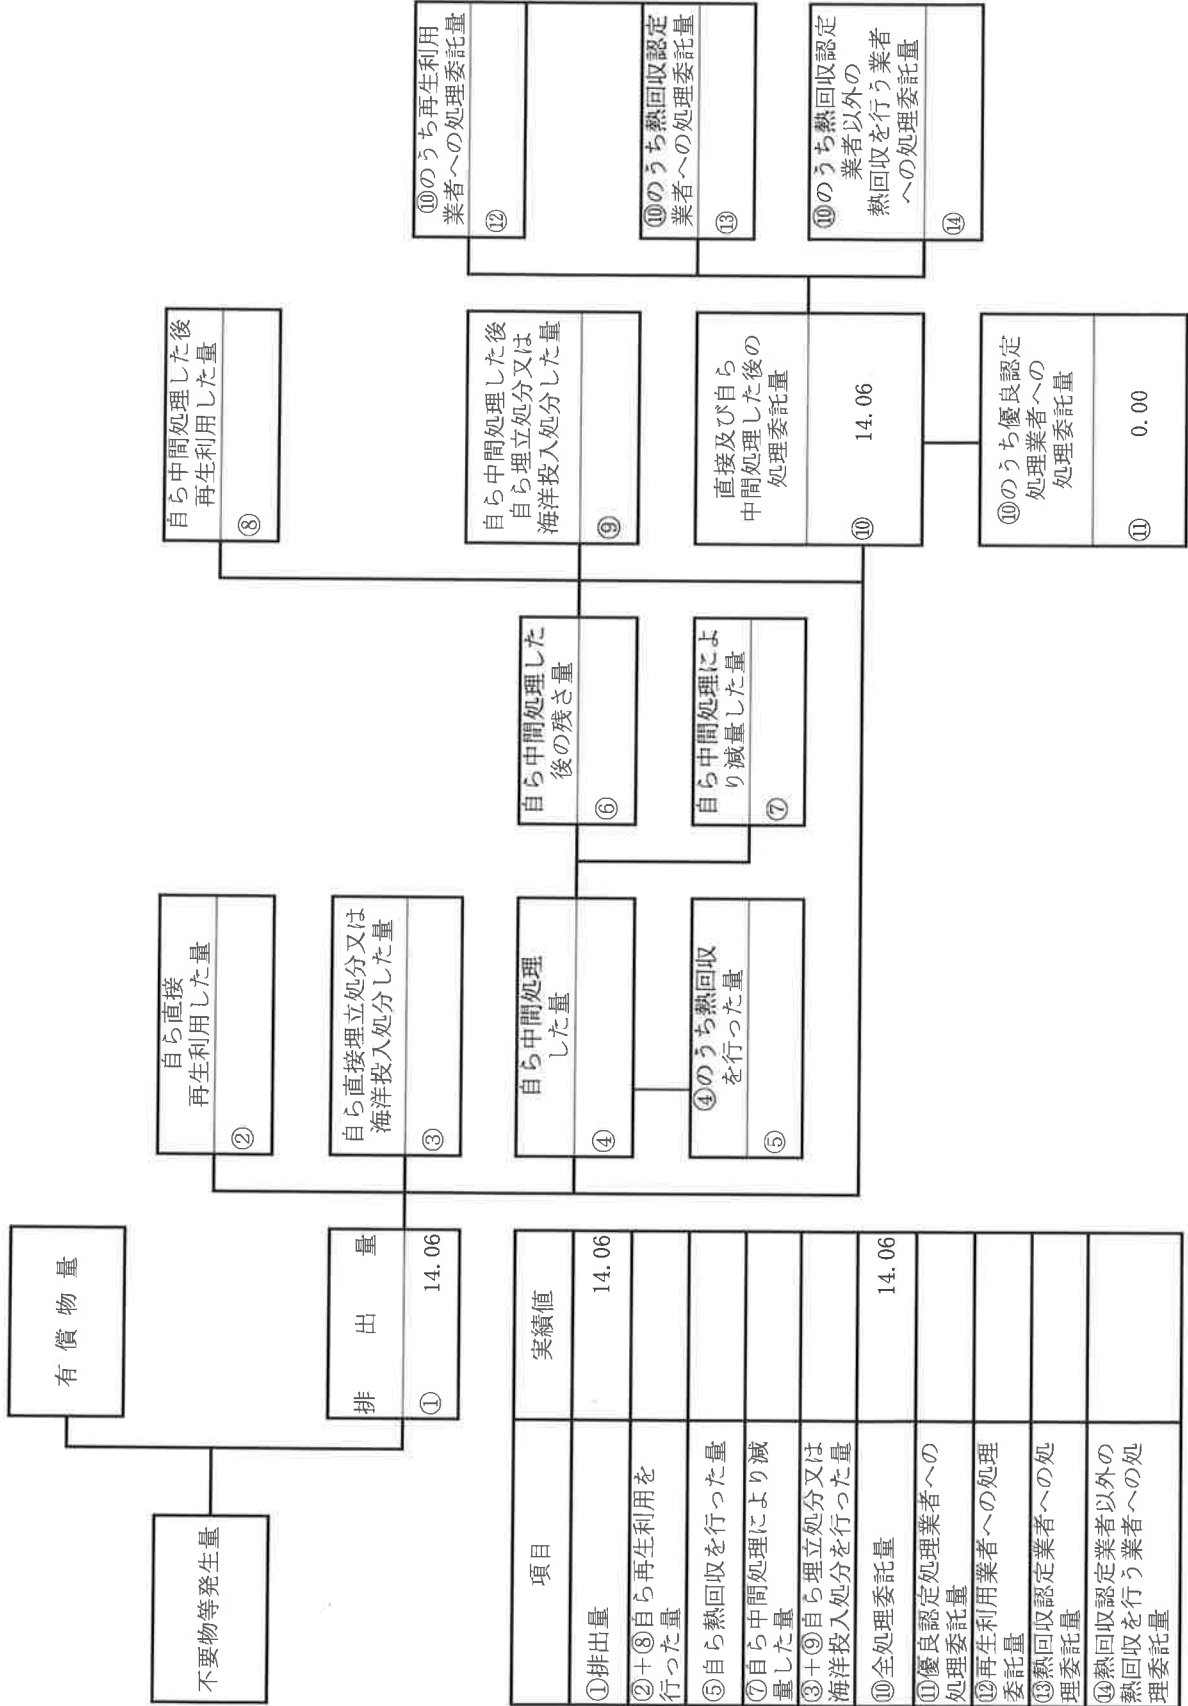 不要物等発生量
有償物量
排出量
① 14.06
自ら直接
再生利用した量
②
自ら直接埋立処分又は
海洋投入処分した量
③
自ら中間処理
した量
④
④のうち熱回収
を行った量
⑤
自ら中間処理した
後の残さ量
⑥
自ら中間処理によ
り減量した量
⑦
自ら中間処理した後
再生利用した量
⑧
自ら中間処理した後
自ら埋立処分又は
海洋投入処分した量
⑨
直接及び自ら
中間処理した後の
処理委託量
⑩ 14.06
⑩のうち優良認定
処理業者への
処理委託量
⑪ 0.00
⑩のうち再生利用
業者への処理委託量
⑫
⑩のうち熱回収認定
業者への処理委託量
⑬
⑩のうち熱回収認定
業者以外の
熱回収を行う業者
への処理委託量
⑭
項目 実績値
①排出量 14.06
②+⑧自ら再生利用を
行った量
⑤自ら熱回収を行った量
⑦自ら中間処理により減
量した量
③+⑨自ら埋立処分又は
海洋投入処分を行った量
⑩全処理委託量 14.06
⑪優良認定処理業者への
処理委託量
⑫再生利用業者への処理
委託量
⑬熱回収認定業者への処
理委託量
⑭熱回収認定業者以外の
熱回収を行う業者への処
理委託量